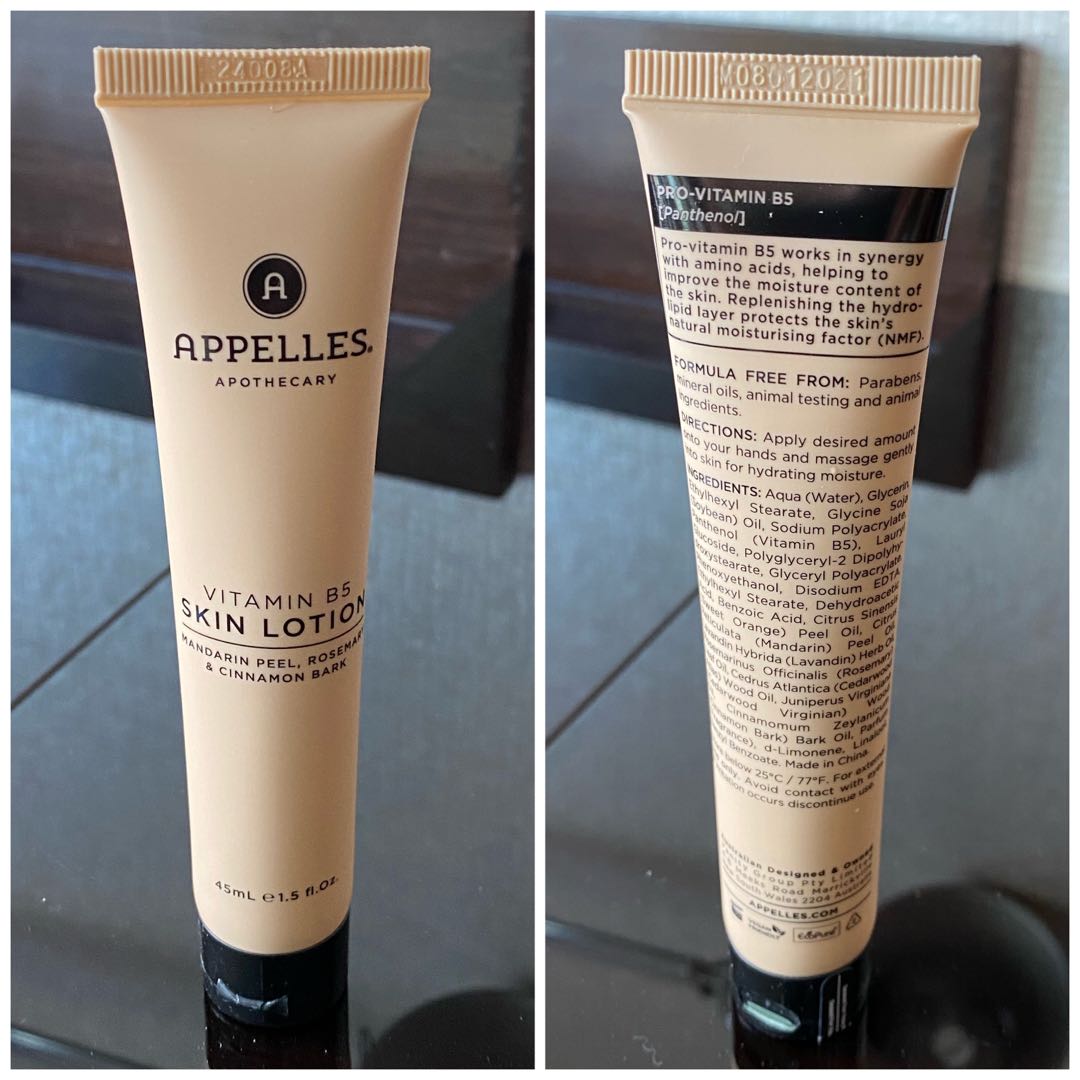 24008A
A
APPELLES
APOTHECARY
VITAMIN B5
SKIN LOTION
MANDARIN PEEL, ROSEMARY
& CINNAMON BARK
45mL e 1.5 fl.oz.
M08012021
PRO-VITAMIN B5
[Panthenol]
Pro-vitamin B5 works in synergy
with amino acids, helping to
improve the moisture content of
the skin. Replenishing the hydro-
lipid layer protects the skin's
natural moisturising factor (NMF).
FORMULA FREE FROM: Parabens,
mineral oils, animal testing and animal
ingredients.
DIRECTIONS: Apply desired amount
onto your hands and massage gently
into skin for hydrating moisture.
INGREDIENTS: Aqua (Water), Glycerin,
Ethylhexyl Stearate, Glycine Soja
(Soybean) Oil, Sodium Polyacrylate,
Panthenol (Vitamin B5), Lauryl
Glucoside, Polyglyceryl-2 Dipolyhy-
droxystearate, Glyceryl Polyacrylate,
Phenoxyethanol, Disodium EDTA,
Ethylhexyl Stearate, Dehydroacetic
Acid, Benzoic Acid, Citrus Sinensis
(Sweet Orange) Peel Oil, Citrus
Reticulata (Mandarin) Peel Oil,
Lavandin Hybrida (Lavandin) Herb Oil,
Rosmarinus Officinalis (Rosemary)
Oil, Cedrus Atlantica (Cedarwood
Wood Oil, Juniperus Virginiana
(Cedarwood Virginian) Wood
Cinnamomum Zeylanicum
(Cinnamon Bark) Bark Oil, Parfum
(Fragrance), d-Limonene, Linalool,
Benzyl Benzoate. Made in China.
below 25°C / 77°F. For external
only. Avoid contact with eyes
occurs discontinue use.
Australian Designed & Owned
Group Pty Limited
Meeks Road Marrickville
South Wales 2204 Australia
APPELLES.COM
VEGAN
FRIENDLY
EcoPure